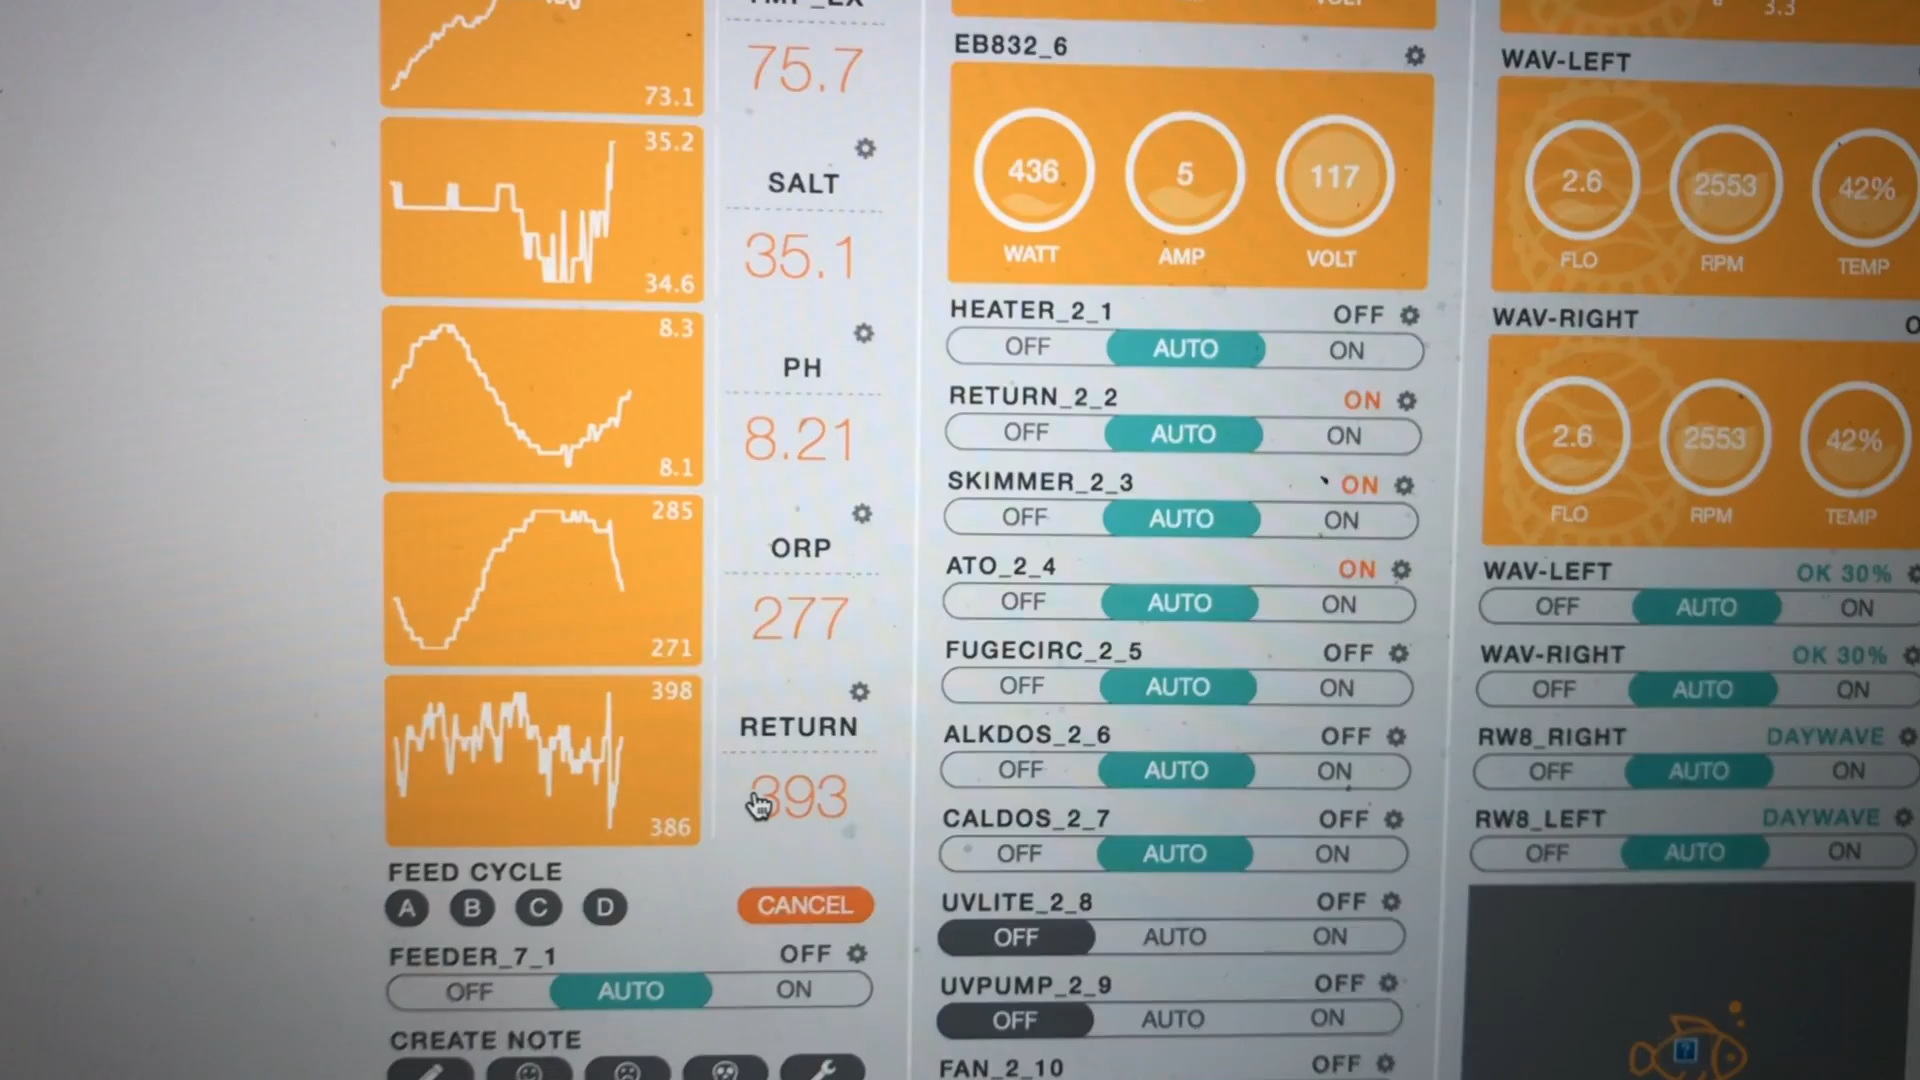 75.7
73.1
35.2
SALT
35.1
34.6
8.3
PH
8.21
8.1
285
ORP
277
271
398
RETURN
393
386
FEED CYCLE
A B C D CANCEL
FEEDER_7_1 OFF
OFF AUTO ON
CREATE NOTE
EB832_6
436 5 117
WATT AMP VOLT
HEATER_2_1 OFF
OFF AUTO ON
RETURN_2_2 ON
OFF AUTO ON
SKIMMER_2_3 ON
OFF AUTO ON
ATO_2_4 ON
OFF AUTO ON
FUGECIRC_2_5 OFF
OFF AUTO ON
ALKDOS_2_6 OFF
OFF AUTO ON
CALDOS_2_7 OFF
OFF AUTO ON
UVLITE_2_8 OFF
OFF AUTO ON
UVPUMP_2_9 OFF
OFF AUTO ON
FAN_2_10 OFF
3.3
WAV-LEFT
2.6 2553 42%
FLO RPM TEMP
WAV-RIGHT
2.6 2553 42%
FLO RPM TEMP
WAV-LEFT OK 30%
OFF AUTO ON
WAV-RIGHT OK 30%
OFF AUTO ON
RW8_RIGHT DAYWAVE
OFF AUTO ON
RW8_LEFT DAYWAVE
OFF AUTO ON
?